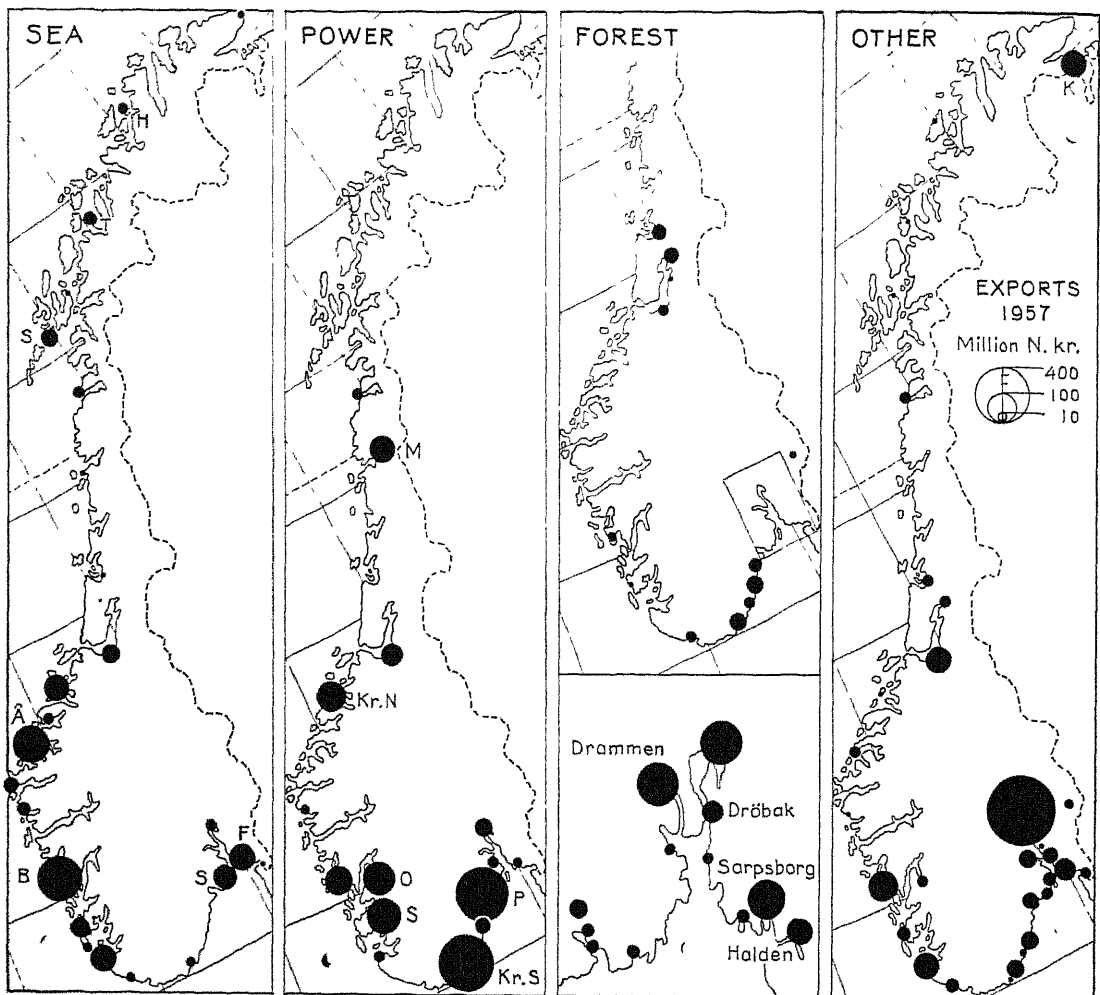 SEA
H
T
S
Å
B
F
S
POWER
M
Kr.N
O
S
P
Kr.S
FOREST
Drammen
Dröbak
Sarpsborg
Halden
OTHER
K
EXPORTS
1957
Million N. kr.
400
100
10